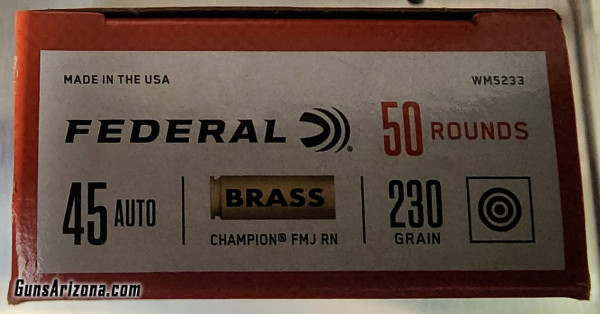 MADE IN THE USA WM5233
FEDERAL® 50 ROUNDS
45 AUTO BRASS 230
CHAMPION® FMJ RN GRAIN
GunsArizona.com